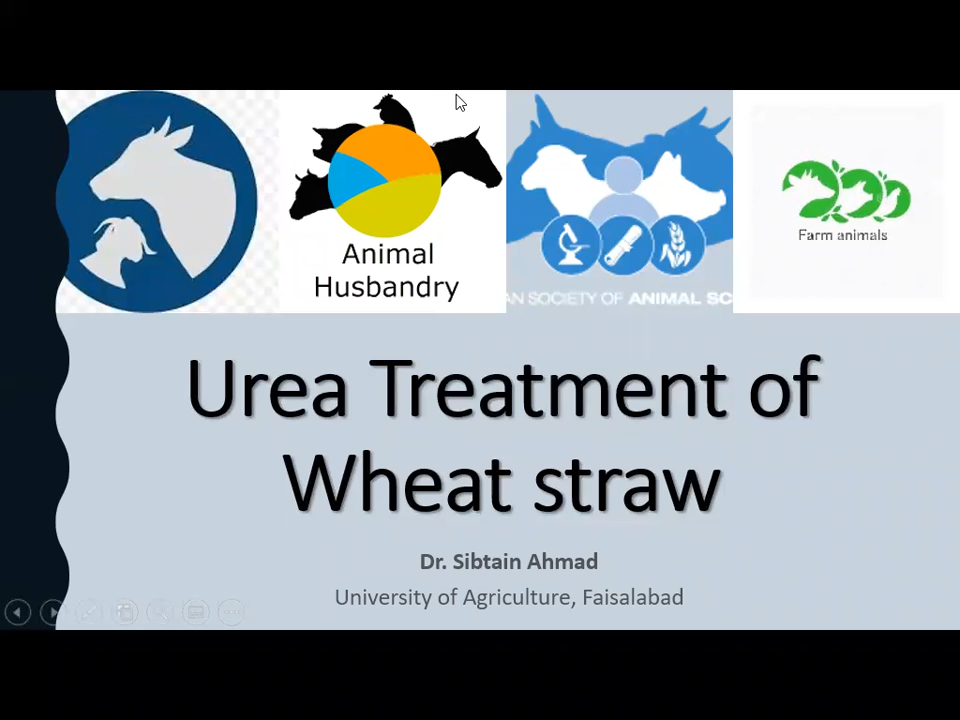 Animal
Husbandry
AN SOCIETY OF ANIMAL SC
Farm animals
Urea Treatment of
Wheat straw
Dr. Sibtain Ahmad
University of Agriculture, Faisalabad